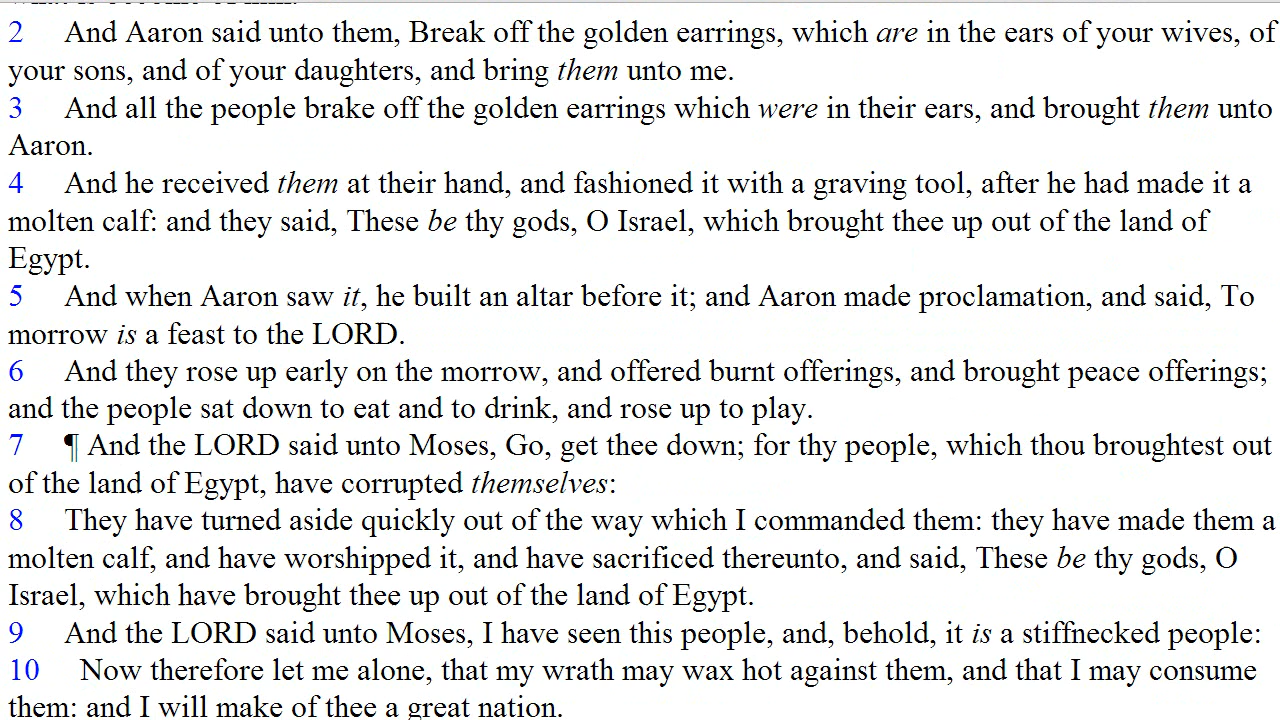 2 And Aaron said unto them, Break off the golden earrings, which are in the ears of your wives, of
your sons, and of your daughters, and bring them unto me.
3 And all the people brake off the golden earrings which were in their ears, and brought them unto
Aaron.
4 And he received them at their hand, and fashioned it with a graving tool, after he had made it a
molten calf: and they said, These be thy gods, O Israel, which brought thee up out of the land of
Egypt.
5 And when Aaron saw it, he built an altar before it; and Aaron made proclamation, and said, To
morrow is a feast to the LORD.
6 And they rose up early on the morrow, and offered burnt offerings, and brought peace offerings;
and the people sat down to eat and to drink, and rose up to play.
7 ¶ And the LORD said unto Moses, Go, get thee down; for thy people, which thou broughtest out
of the land of Egypt, have corrupted themselves:
8 They have turned aside quickly out of the way which I commanded them: they have made them a
molten calf, and have worshipped it, and have sacrificed thereunto, and said, These be thy gods, O
Israel, which have brought thee up out of the land of Egypt.
9 And the LORD said unto Moses, I have seen this people, and, behold, it is a stiffnecked people:
10 Now therefore let me alone, that my wrath may wax hot against them, and that I may consume
them: and I will make of thee a great nation.